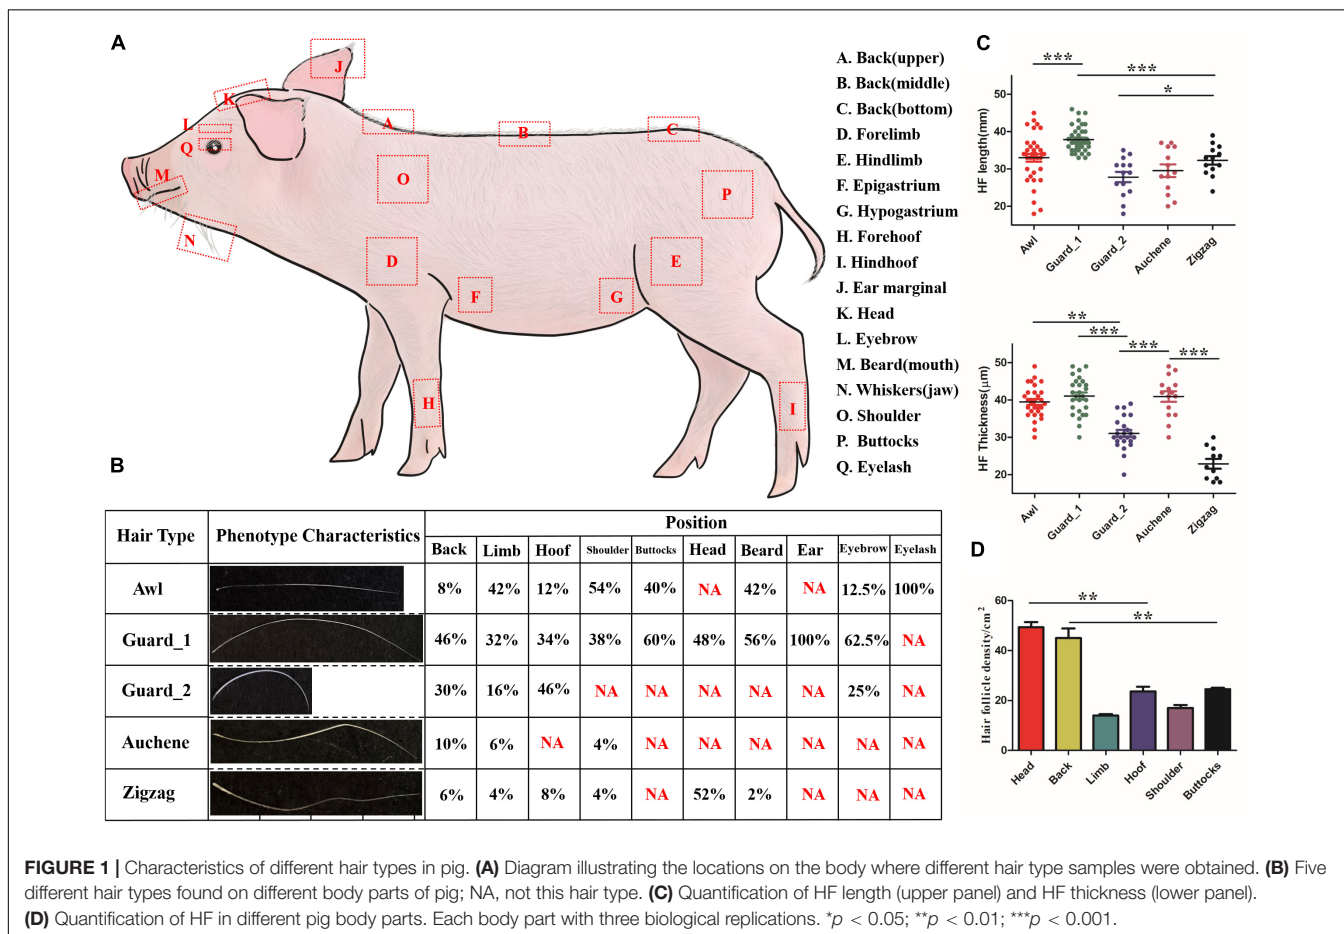 A
J
K
L
Q
M
N
A
B
C
O
P
D
E
F
G
H
I
A. Back(upper)
B. Back(middle)
C. Back(bottom)
D. Forelimb
E. Hindlimb
F. Epigastrium
G. Hypogastrium
H. Forehoof
I. Hindhoof
J. Ear marginal
K. Head
L. Eyebrow
M. Beard(mouth)
N. Whiskers(jaw)
O. Shoulder
P. Buttocks
Q. Eyelash
B
Hair Type Phenotype Characteristics Position
Back Limb Hoof Shoulder Buttocks Head Beard Ear Eyebrow Eyelash
Awl 8% 42% 12% 54% 40% NA 42% NA 12.5% 100%
Guard_1 46% 32% 34% 38% 60% 48% 56% 100% 62.5% NA
Guard_2 30% 16% 46% NA NA NA NA NA 25% NA
Auchene 10% 6% NA 4% NA NA NA NA NA NA
Zigzag 6% 4% 8% 4% NA 52% 2% NA NA NA
C
***
***
*
HF length(mm)
50
40
30
20
Awl Guard_1 Guard_2 Auchene Zigzag
**
***
***
***
HF Thickness(μm)
50
40
30
20
Awl Guard_1 Guard_2 Auchene Zigzag
D
**
**
Hair follicle density/cm2
60
40
20
0
Head Back Limb Hoof Shoulder Buttocks
FIGURE 1 | Characteristics of different hair types in pig. (A) Diagram illustrating the locations on the body where different hair type samples were obtained. (B) Five
different hair types found on different body parts of pig; NA, not this hair type. (C) Quantification of HF length (upper panel) and HF thickness (lower panel).
(D) Quantification of HF in different pig body parts. Each body part with three biological replications. *p < 0.05; **p < 0.01; ***p < 0.001.